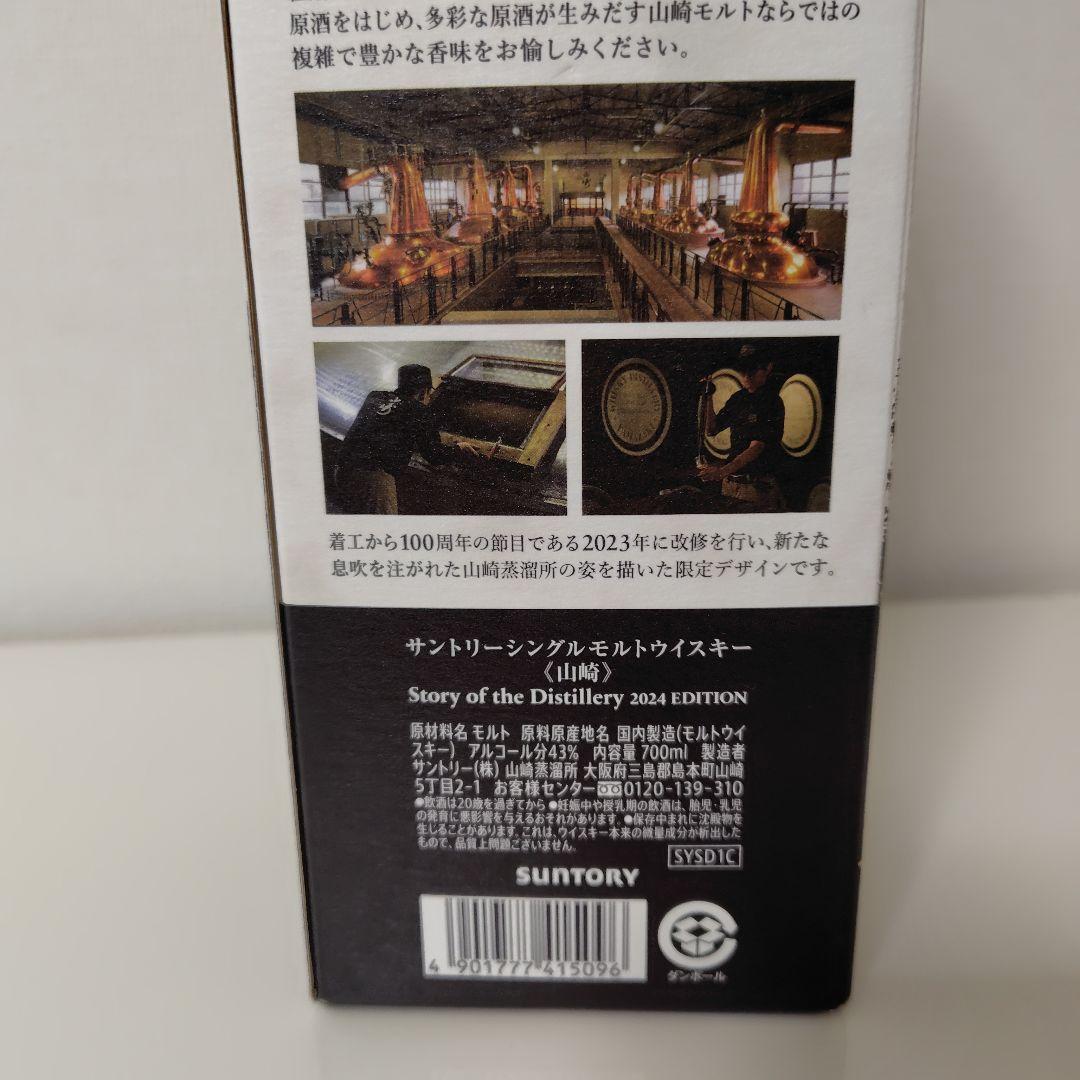 原酒をはじめ、多彩な原酒が生みだす山崎モルトならではの
複雑で豊かな香味をお愉しみください。
着工から100周年の節目である2023年に改修を行い、新たな
息吹を注がれた山崎蒸溜所の姿を描いた限定デザインです。
サントリーシングルモルトウイスキー
《山崎》
Story of the Distillery 2024 EDITION
原材料名 モルト 原料原産地名 国内製造(モルトウイ
スキー) アルコール分43% 内容量 700ml 製造者
サントリー(株) 山崎蒸溜所 大阪府三島郡島本町山崎
5丁目2-1 お客様センター 0120-139-310
●飲酒は20歳を過ぎてから ●妊娠中や授乳期の飲酒は、胎児・乳児
の発育に悪影響を与えるおそれがあります。●保存中まれに沈殿物を
生じることがあります。これは、ウイスキー本来の微量成分が析出した
もので、品質上問題ございません。
SYSD1C
SUNTORY
4 901777 415096
ダンボール